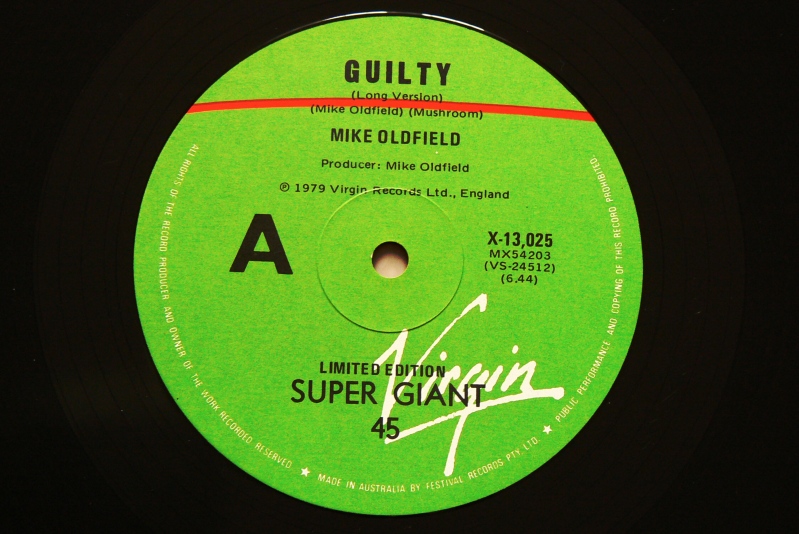 GUILTY
(Long Version)
(Mike Oldfield) (Mushroom)
MIKE OLDFIELD
Producer: Mike Oldfield
℗ 1979 Virgin Records Ltd., England
A
X-13,025
MX54203
(VS-24512)
(6.44)
Virgin
LIMITED EDITION
SUPER GIANT
45
ALL RIGHTS OF THE RECORD PRODUCER AND OWNER OF THE WORK RECORDED RESERVED. ★ MADE IN AUSTRALIA BY FESTIVAL RECORDS PTY. LTD. ★ PUBLIC PERFORMANCE AND COPYING OF THIS RECORD PROHIBITED.